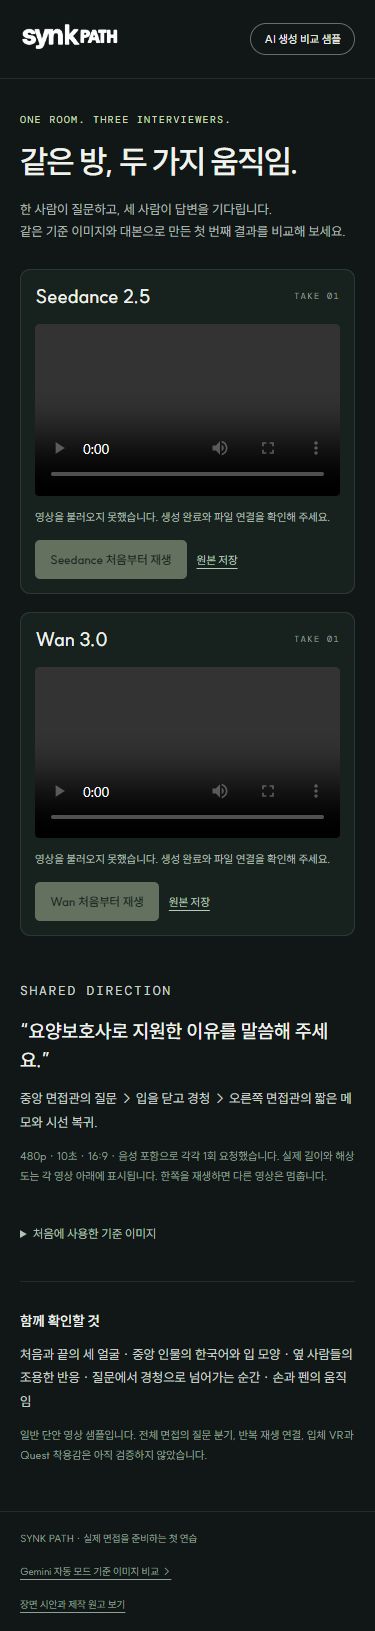 synkPATH
AI 생성 비교 샘플
ONE ROOM. THREE INTERVIEWERS.
같은 방, 두 가지 움직임.
한 사람이 질문하고, 세 사람이 답변을 기다립니다.
같은 기준 이미지와 대본으로 만든 첫 번째 결과를 비교해 보세요.
Seedance 2.5
TAKE 01
0:00
영상을 불러오지 못했습니다. 생성 완료와 파일 연결을 확인해 주세요.
Seedance 처음부터 재생
원본 저장
Wan 3.0
TAKE 01
0:00
영상을 불러오지 못했습니다. 생성 완료와 파일 연결을 확인해 주세요.
Wan 처음부터 재생
원본 저장
SHARED DIRECTION
“요양보호사로 지원한 이유를 말씀해 주세
요.”
중앙 면접관의 질문 > 입을 닫고 경청 > 오른쪽 면접관의 짧은 메
모와 시선 복귀.
480p · 10초 · 16:9 · 음성 포함으로 각각 1회 요청했습니다. 실제 길이와 해상
도는 각 영상 아래에 표시됩니다. 한쪽을 재생하면 다른 영상은 멈춥니다.
▶ 처음에 사용한 기준 이미지
함께 확인할 것
처음과 끝의 세 얼굴 · 중앙 인물의 한국어와 입 모양 · 옆 사람들의
조용한 반응 · 질문에서 경청으로 넘어가는 순간 · 손과 펜의 움직
임
일반 단안 영상 샘플입니다. 전체 면접의 질문 분기, 반복 재생 연결, 입체 VR과
Quest 착용감은 아직 검증하지 않았습니다.
SYNK PATH · 실제 면접을 준비하는 첫 연습
Gemini 자동 모드 기준 이미지 비교 >
장면 시안과 제작 원고 보기